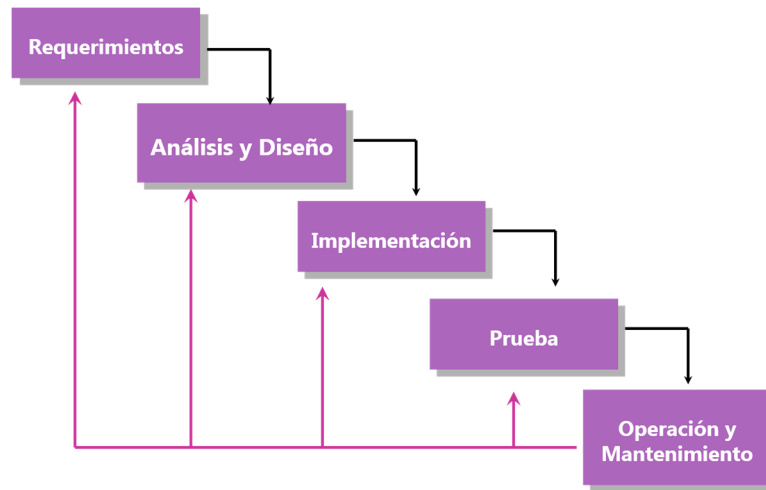 Requerimientos
Análisis y Diseño
Implementación
Prueba
Operación y
Mantenimiento